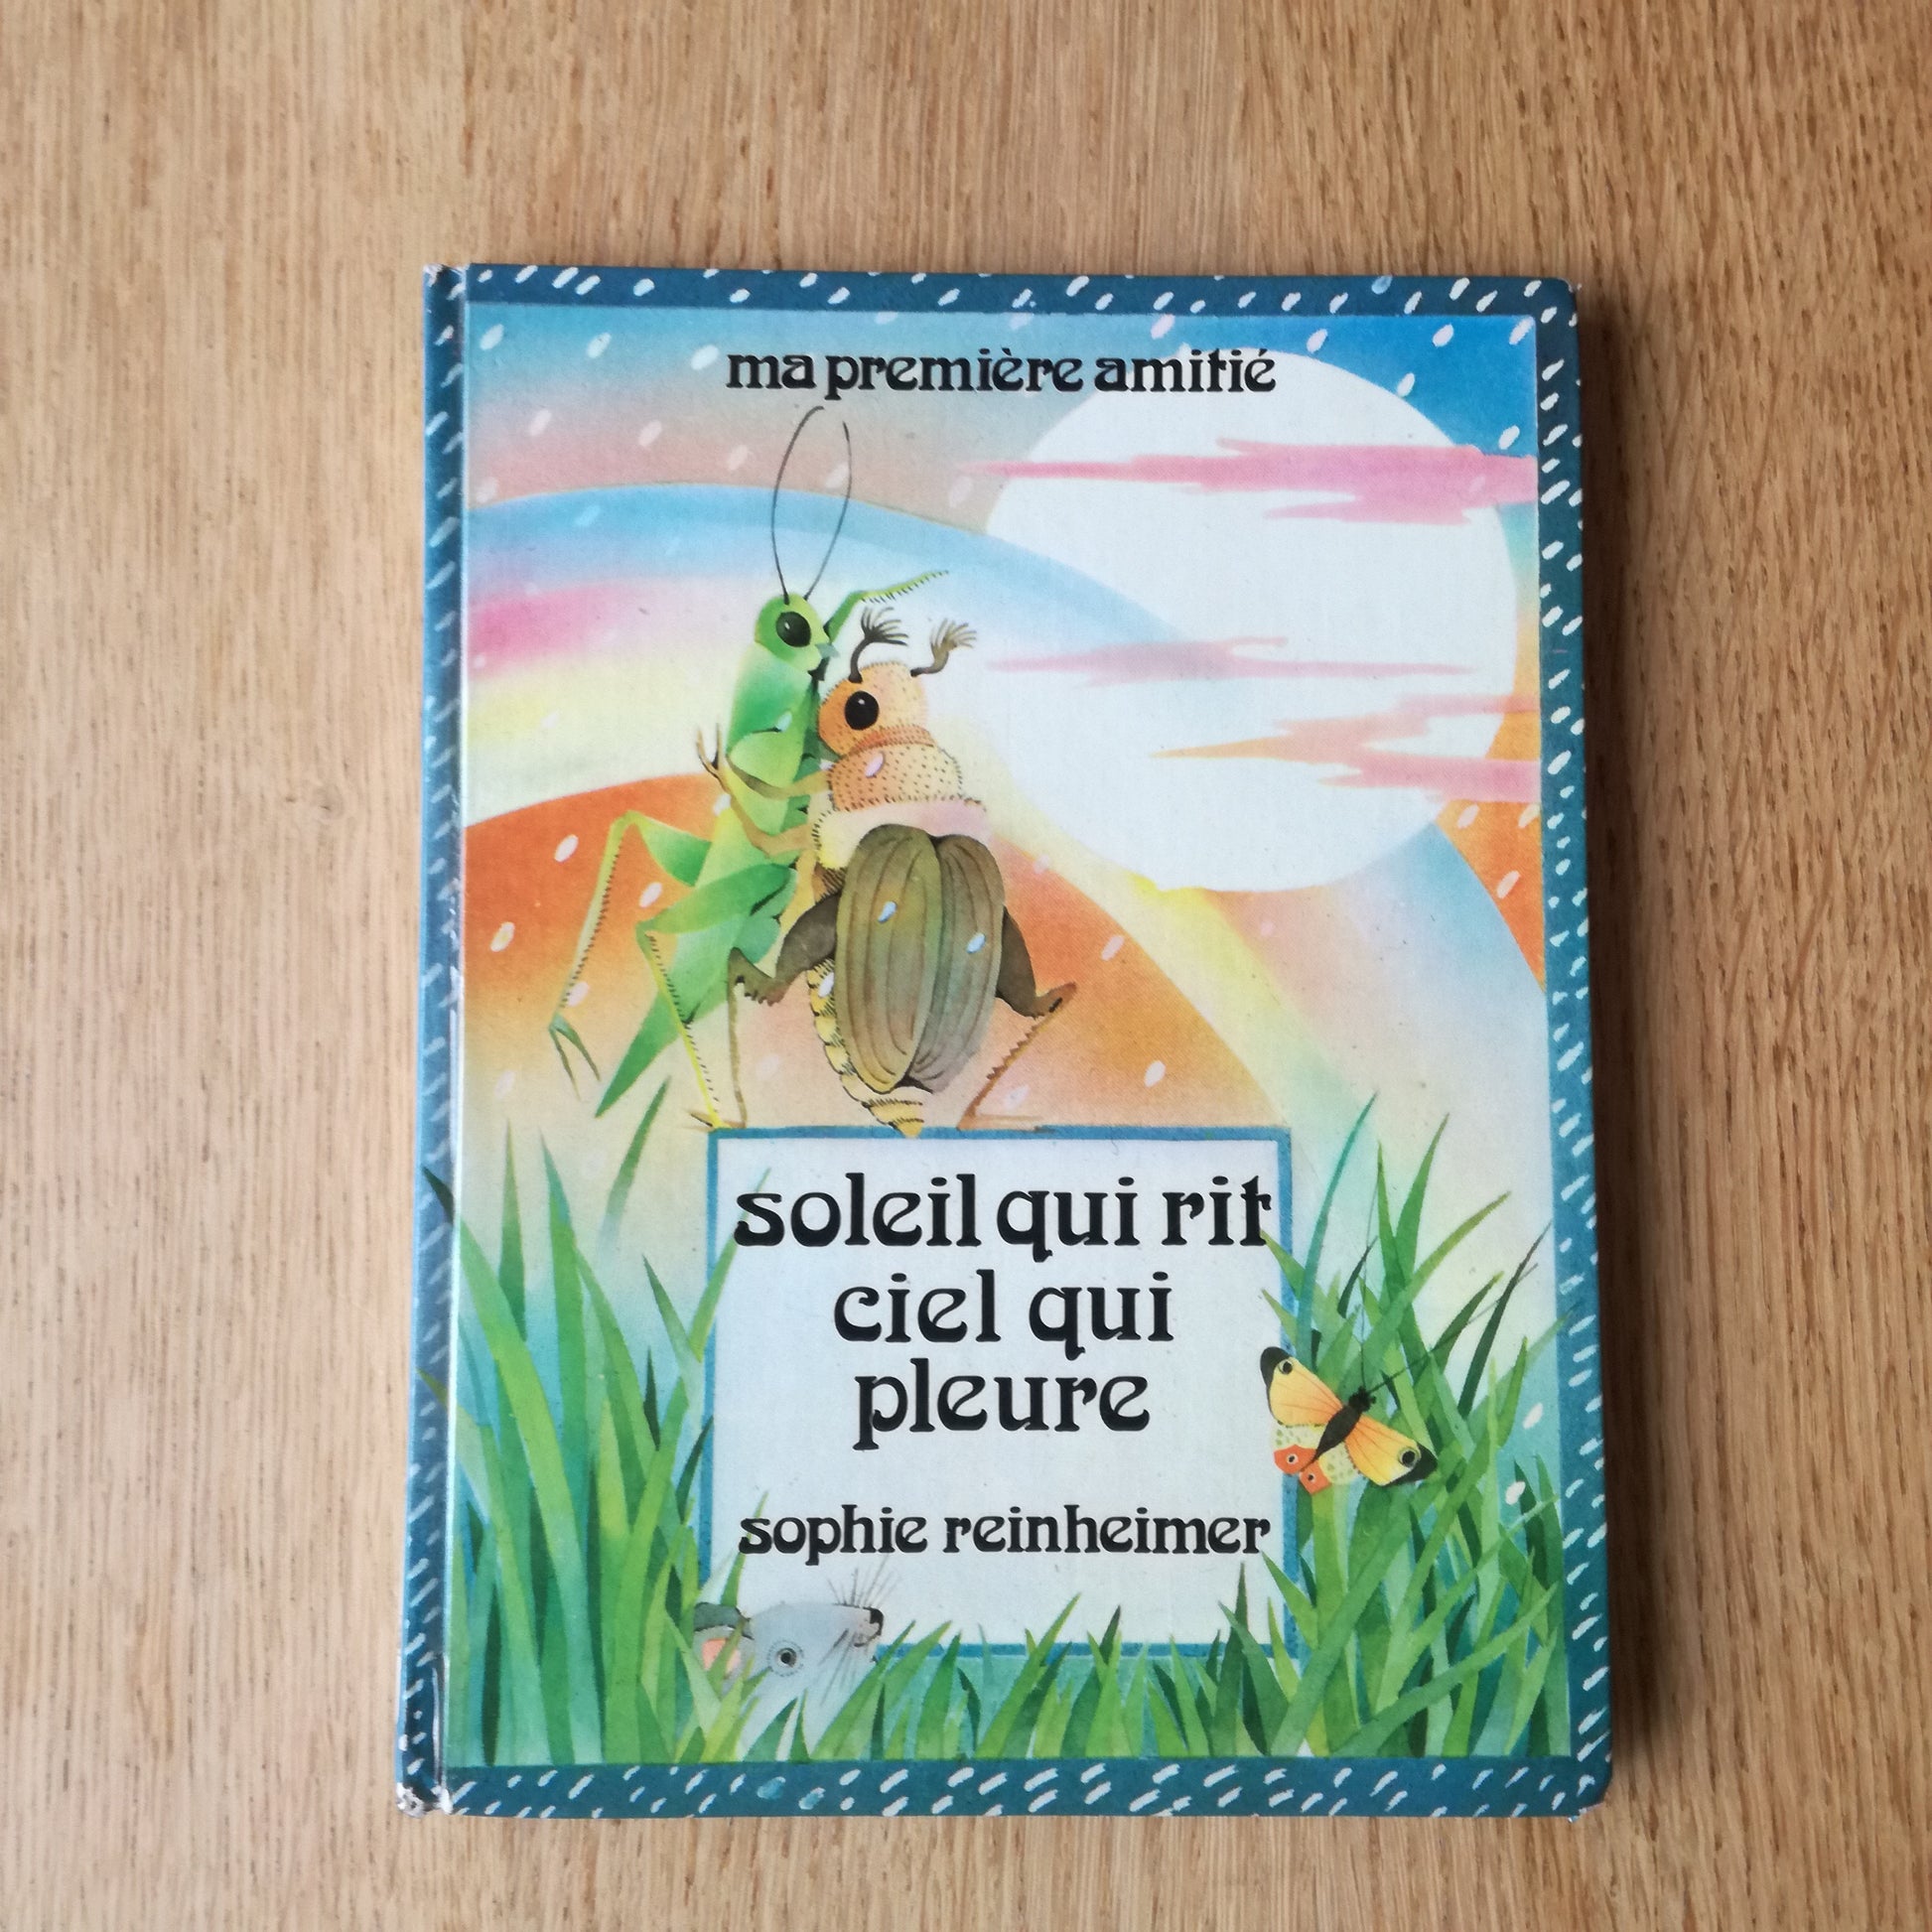 ma première amitié
soleil qui rit
ciel qui
pleure
sophie reinheimer